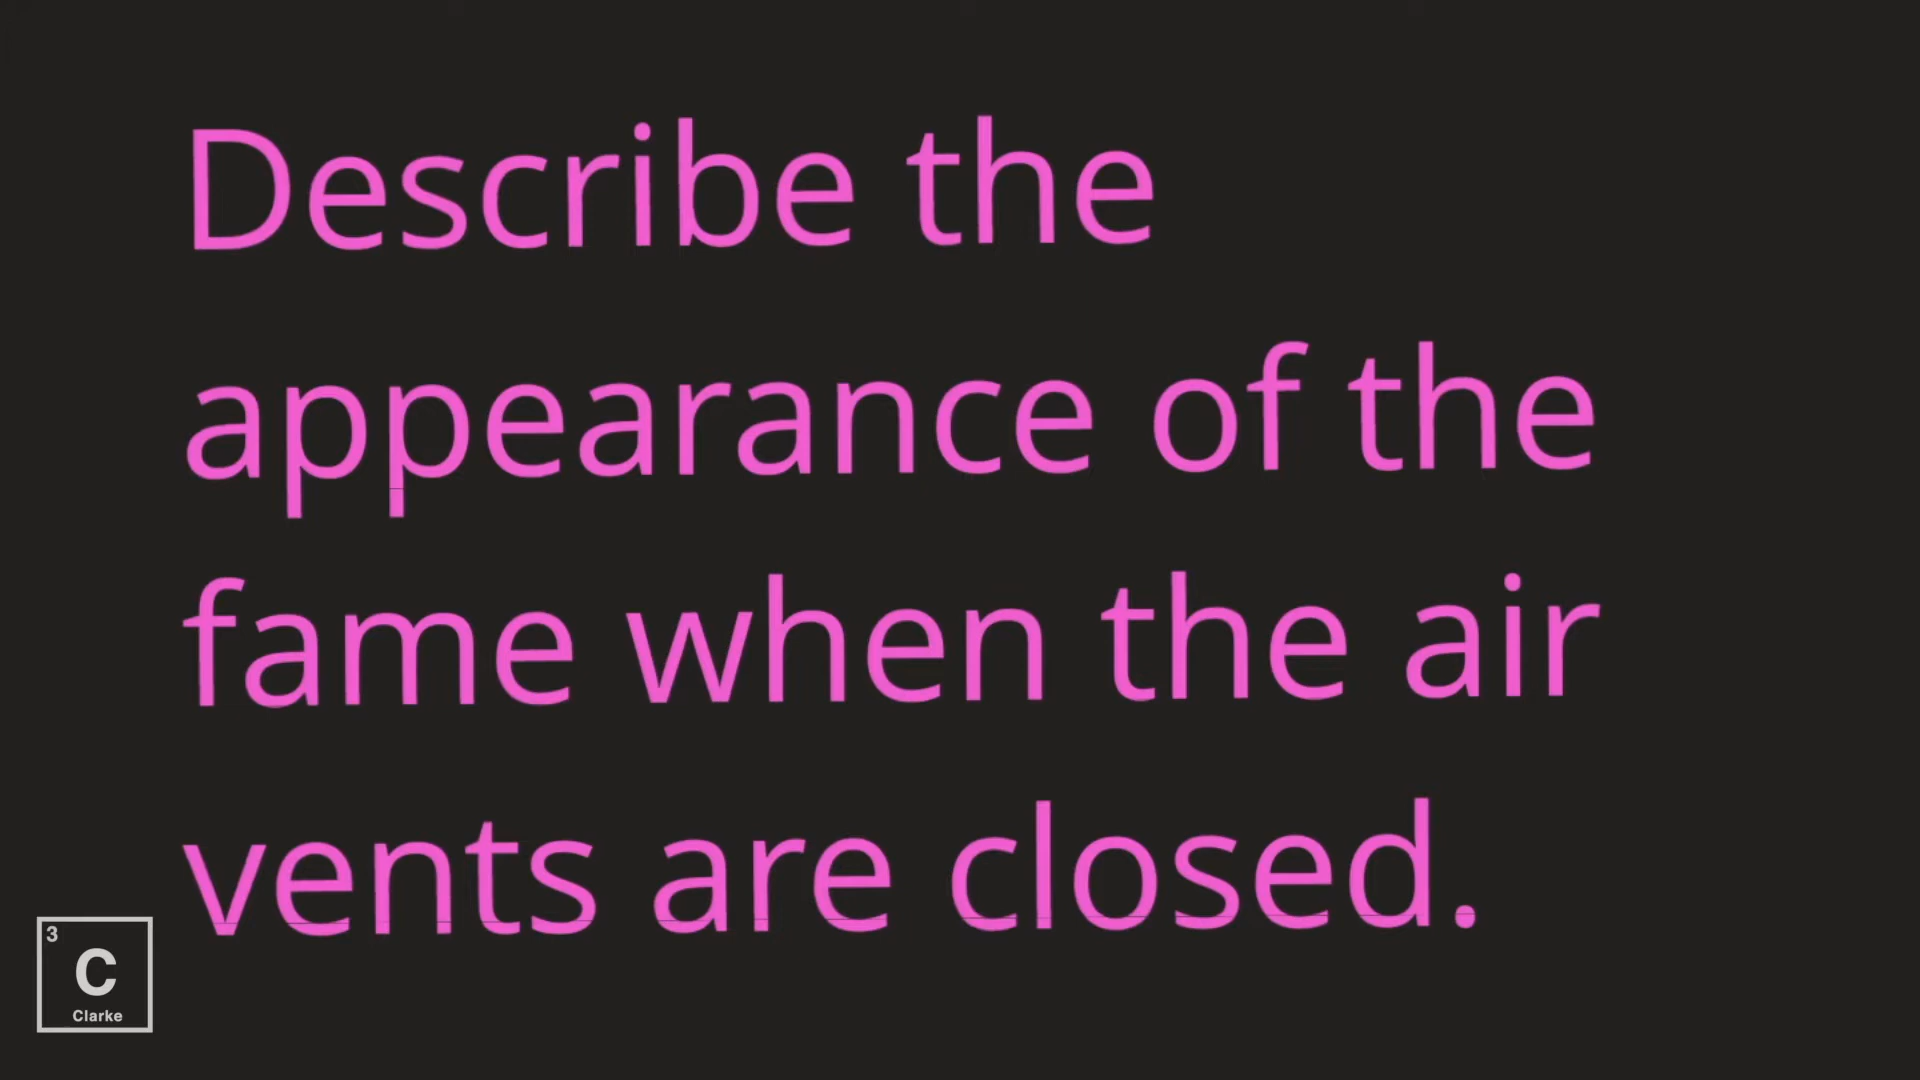 Describe the
appearance of the
fame when the air
vents are closed.
3
C
Clarke